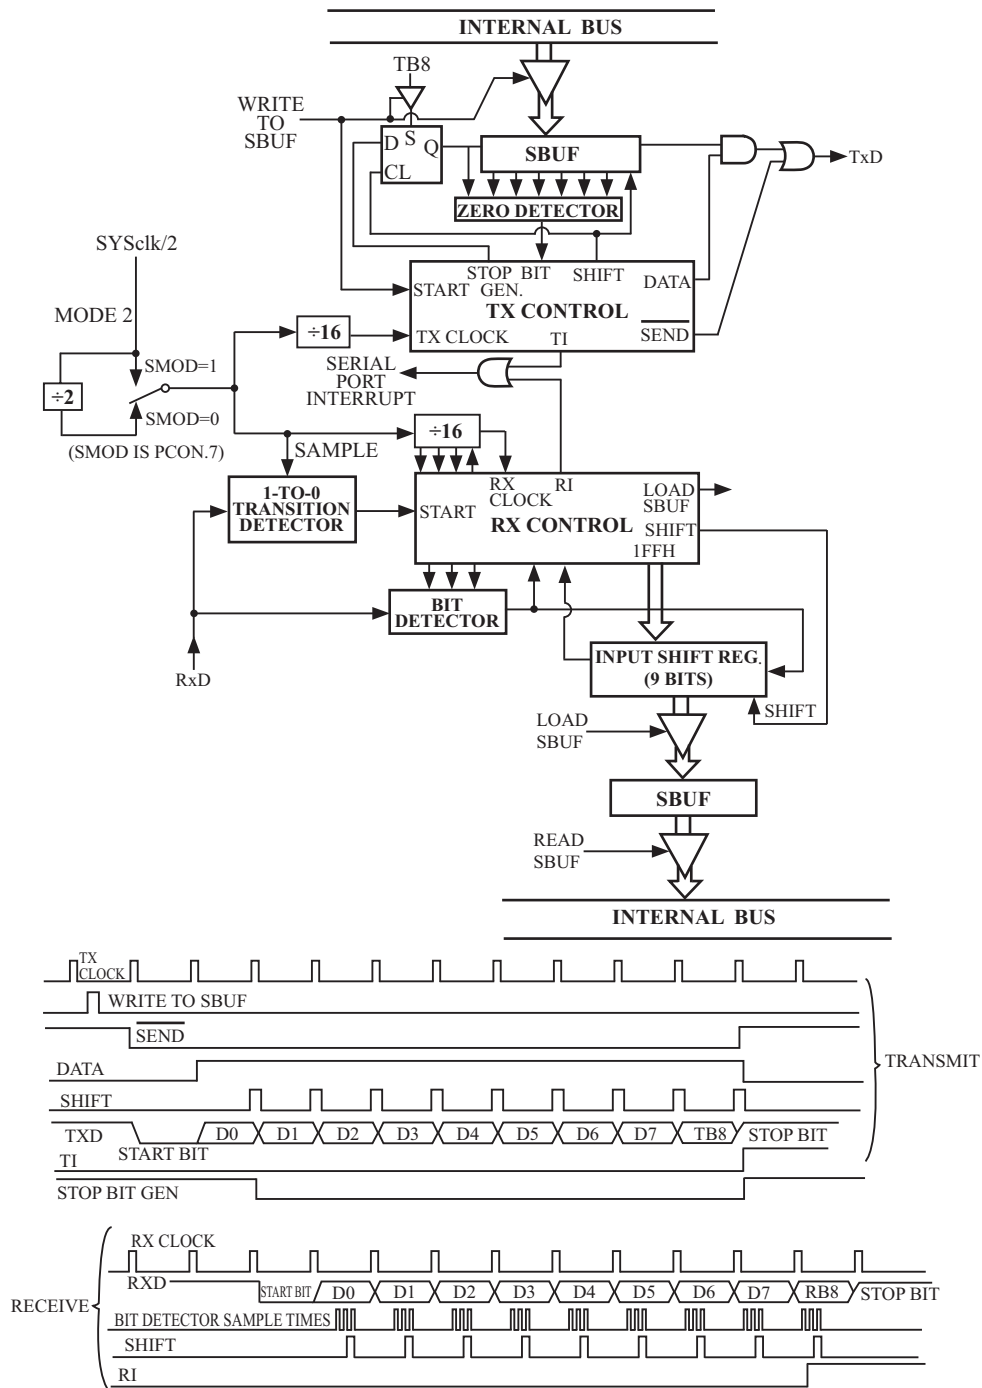 INTERNAL BUS
TB8
WRITE
TO
SBUF
D S Q
CL
SBUF
TxD
ZERO DETECTOR
SYSclk/2
STOP BIT
GEN.
SHIFT
DATA
START
TX CONTROL
MODE 2
÷16
TX CLOCK
TI
SEND
SMOD=1
SERIAL
PORT
INTERRUPT
÷2
SMOD=0
(SMOD IS PCON.7)
SAMPLE
÷16
1-TO-0
TRANSITION
DETECTOR
START
RX
CLOCK
RI
LOAD
SBUF
RX CONTROL
SHIFT
1FFH
BIT
DETECTOR
RxD
INPUT SHIFT REG.
(9 BITS)
SHIFT
LOAD
SBUF
SBUF
READ
SBUF
INTERNAL BUS
TX
CLOCK
WRITE TO SBUF
SEND
TRANSMIT
DATA
SHIFT
TXD
START BIT
D0 D1 D2 D3 D4 D5 D6 D7 TB8 STOP BIT
TI
STOP BIT GEN
RX CLOCK
RXD
START BIT D0 D1 D2 D3 D4 D5 D6 D7 RB8 STOP BIT
RECEIVE
BIT DETECTOR SAMPLE TIMES
SHIFT
RI